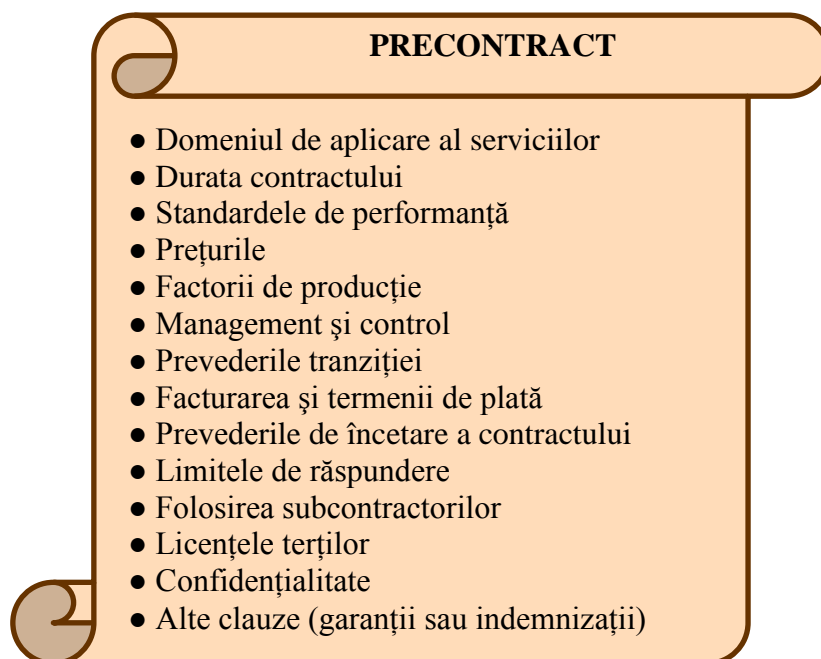 PRECONTRACT
● Domeniul de aplicare al serviciilor
● Durata contractului
● Standardele de performanță
● Prețurile
● Factorii de producție
● Management şi control
● Prevederile tranziției
● Facturarea şi termenii de plată
● Prevederile de încetare a contractului
● Limitele de răspundere
● Folosirea subcontractorilor
● Licențele terților
● Confidențialitate
● Alte clauze (garanții sau indemnizații)